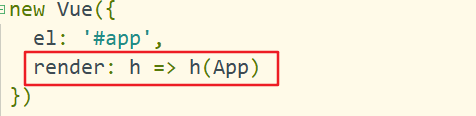 new Vue({
  el: '#app',
  render: h => h(App)
})